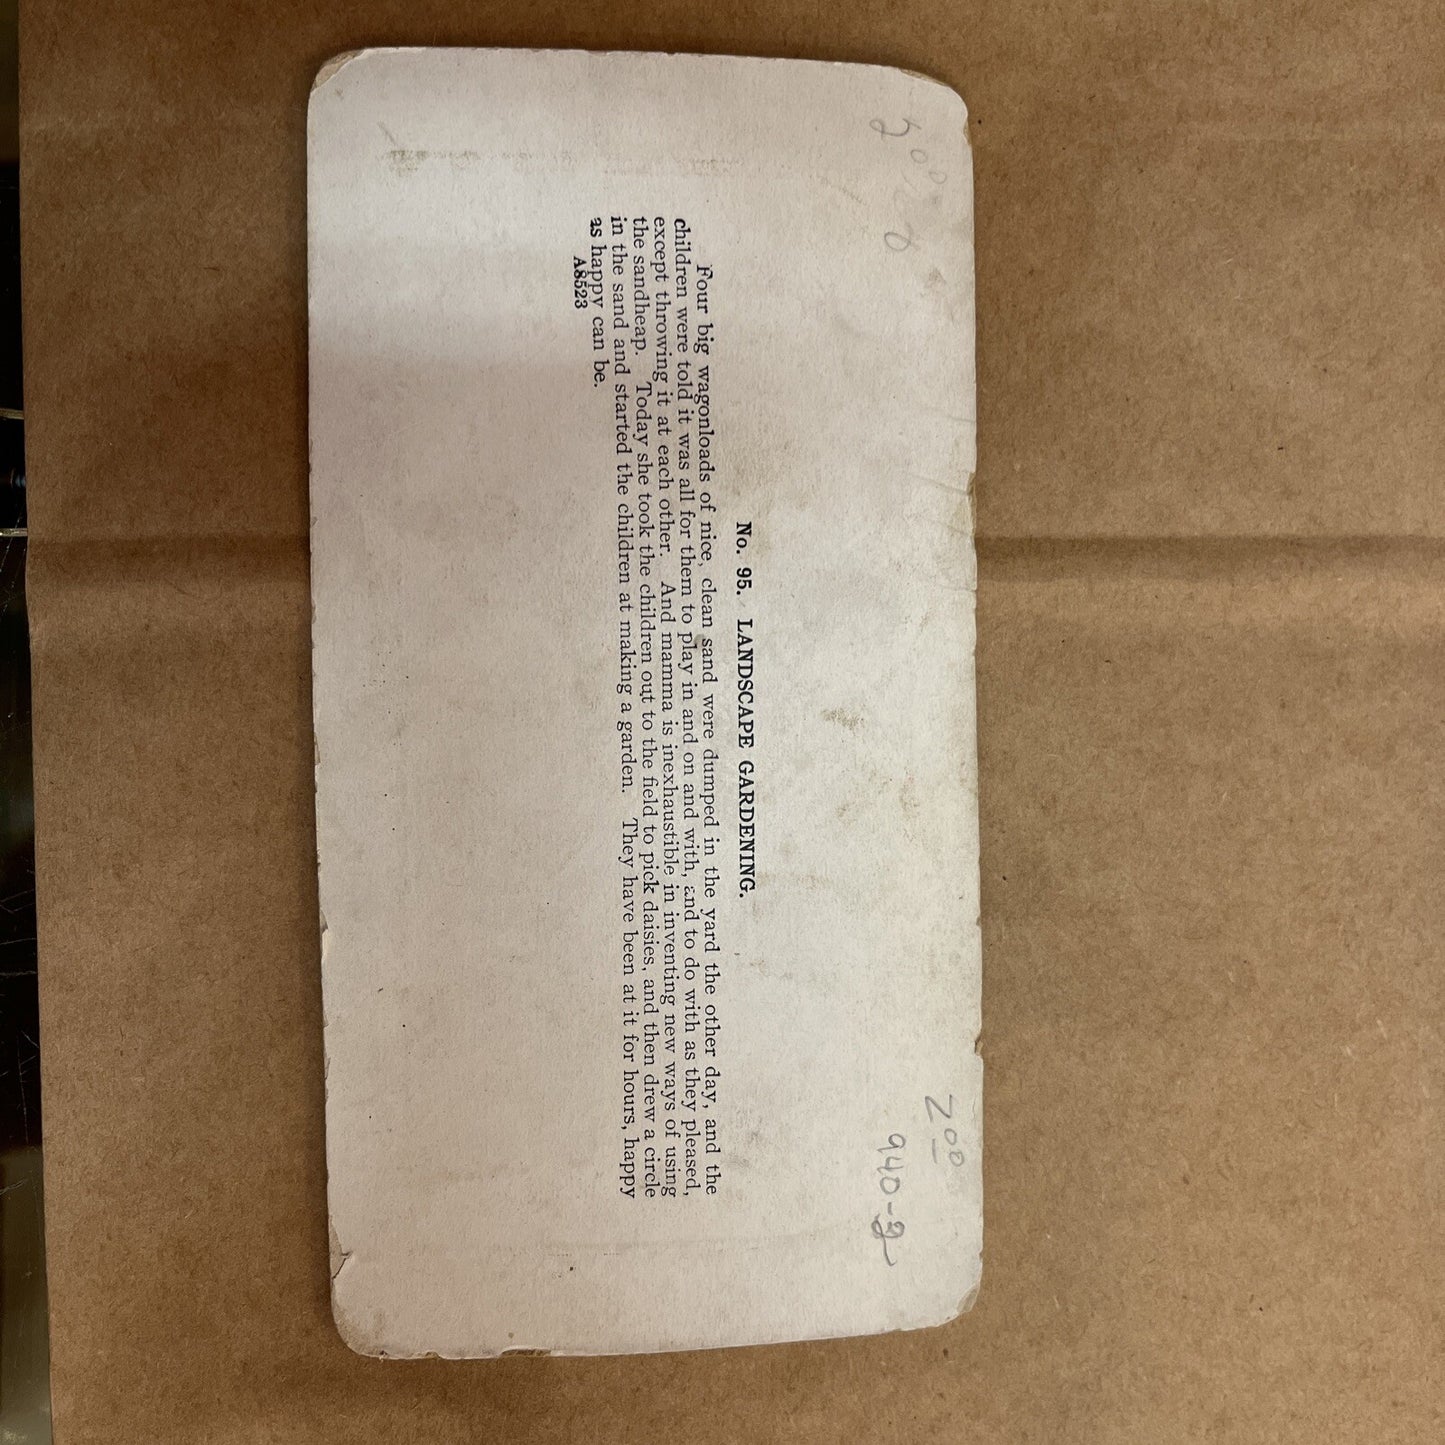 2 00
200
940-2
No. 95. LANDSCAPE GARDENING.
Four big wagonloads of nice, clean sand were dumped in the yard the other day, and the
children were told it was all for them to play in and on and with, and to do with as they pleased,
except throwing it at each other. And mamma is inexhaustible in inventing new ways of using
the sandheap. Today she took the children out to the field to pick daisies, and then drew a circle
in the sand and started the children at making a garden. They have been at it for hours, happy
as happy can be.
A8523